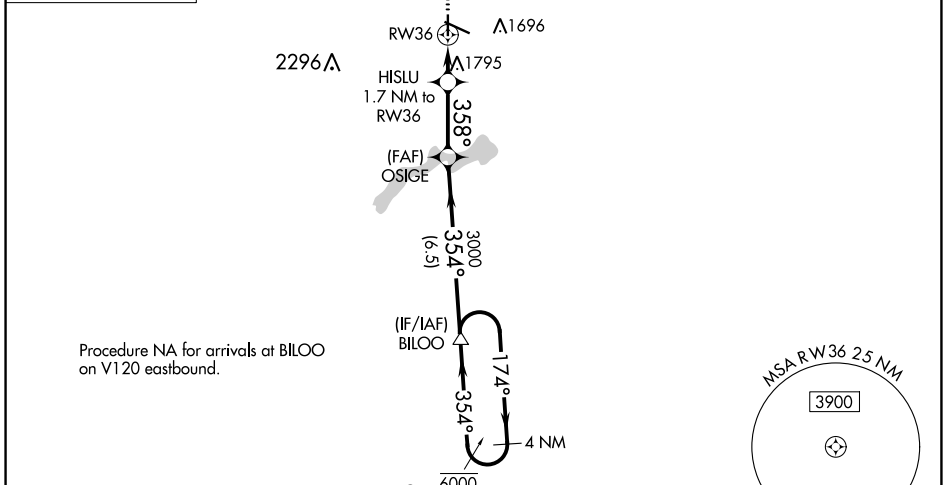 RW36
1696
2296
1795
HISLU
1.7 NM to
RW36
358°
(FAF)
OSIGE
3000
354°
(6.5)
(IF/IAF)
BILOO
Procedure NA for arrivals at BILOO
on V120 eastbound.
174°
354°
4 NM
6000
MSA RW36 25 NM
3900